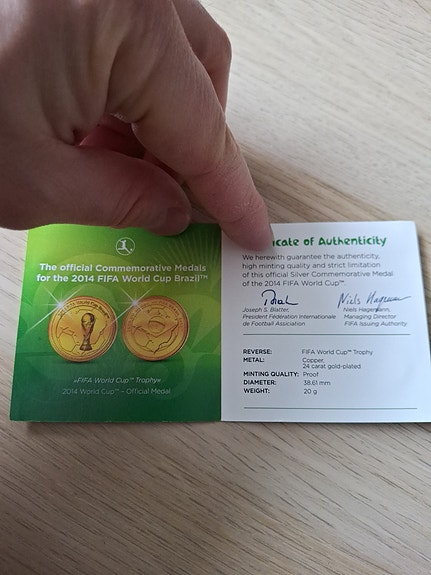 The official Commemorative Medals
for the 2014 FIFA World Cup Brazil™
»FIFA World Cup™ Trophy«
2014 World Cup™ – Official Medal
icate of Authenticity
We herewith guarantee the authenticity,
high minting quality and strict limitation
of this official Silver Commemorative Medal
of the 2014 FIFA World Cup™.
Niels Hagemann
Joseph S. Blatter,
President Fédération Internationale
de Football Association
Niels Hagemann,
Managing Director
FIFA Issuing Authority
REVERSE: FIFA World Cup™ Trophy
METAL: Copper,
24 carat gold-plated
MINTING QUALITY: Proof
DIAMETER: 38.61 mm
WEIGHT: 20 g